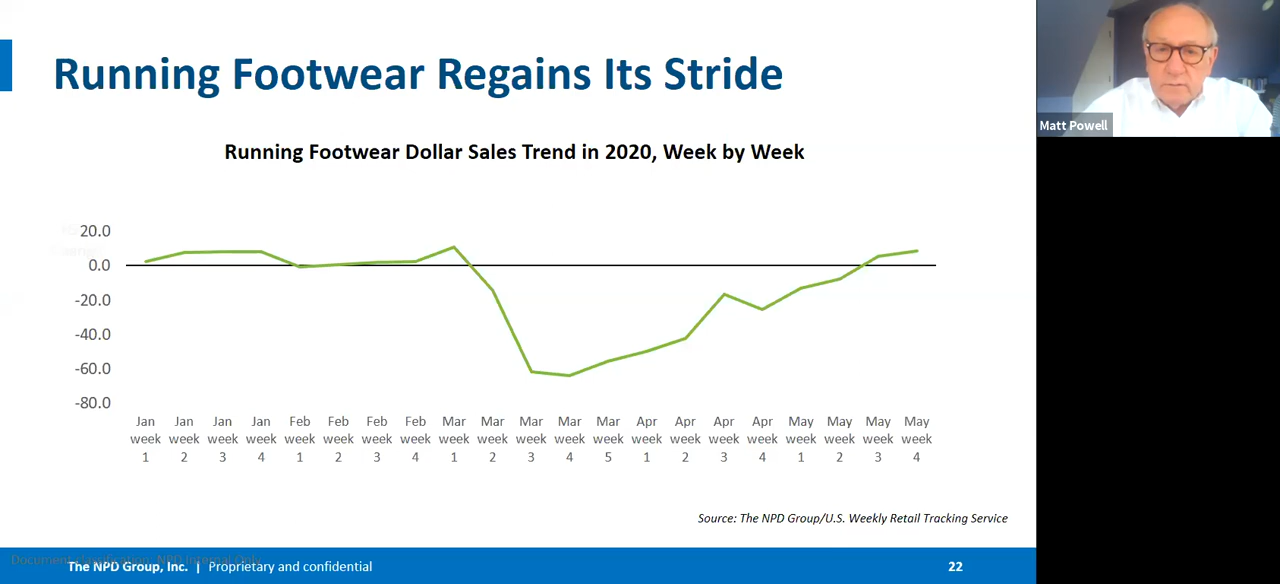 Running Footwear Regains Its Stride
Matt Powell
Running Footwear Dollar Sales Trend in 2020, Week by Week
20.0
0.0
-20.0
-40.0
-60.0
-80.0
Jan Jan Jan Jan Feb Feb Feb Feb Mar Mar Mar Mar Mar Apr Apr Apr Apr May May May May
week week week week week week week week week week week week week week week week week week week week week
1 2 3 4 1 2 3 4 1 2 3 4 5 1 2 3 4 1 2 3 4
Source: The NPD Group/U.S. Weekly Retail Tracking Service
Document classification: NPD Internal Only
The NPD Group, Inc. | Proprietary and confidential
22